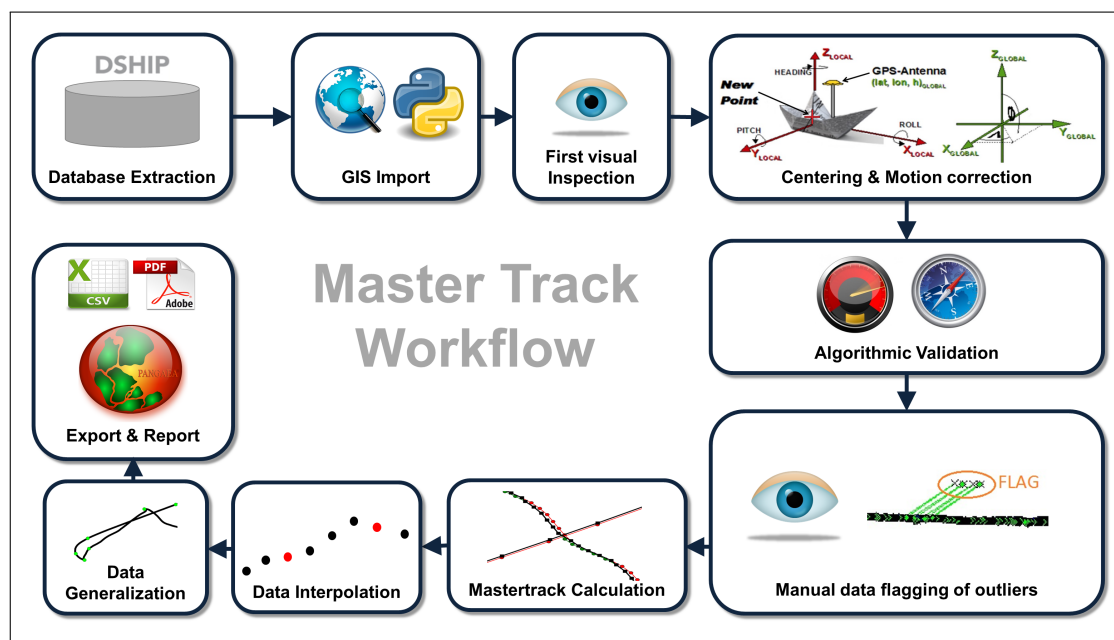 DSHIP
Database Extraction
GIS Import
First visual
Inspection
Z LOCAL
HEADING
GPS-Antenna
(lat, lon, h)GLOBAL
New
Point
PITCH
ROLL
Y LOCAL
X LOCAL
Z GLOBAL
Φ
Λ
Y GLOBAL
X GLOBAL
Centering & Motion correction
Algorithmic Validation
N
E
S
W
FLAG
Manual data flagging of outliers
Mastertrack Calculation
Data Interpolation
Data
Generalization
X
CSV
PDF
Adobe
PANGAEA
Export & Report
Master Track
Workflow